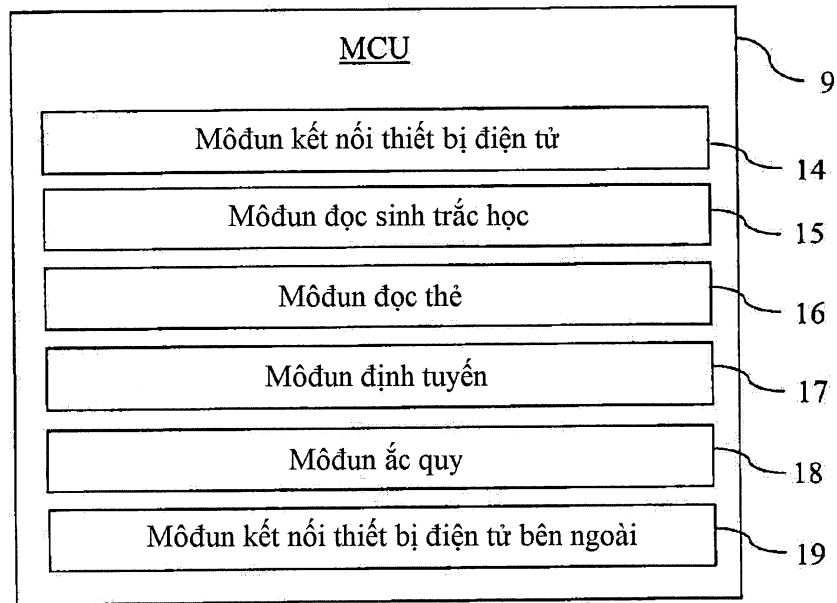 MCU
9
Môđun kết nối thiết bị điện tử
14
Môđun đọc sinh trắc học
15
Môđun đọc thẻ
16
Môđun định tuyến
17
Môđun ắc quy
18
Môđun kết nối thiết bị điện tử bên ngoài
19